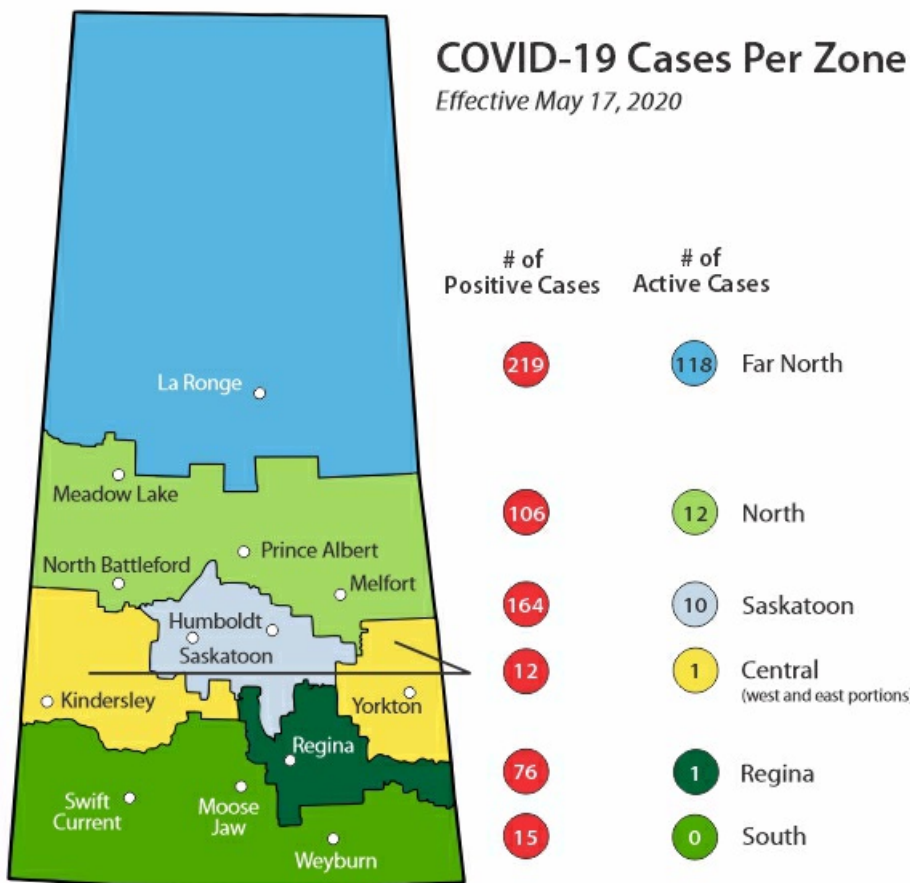 COVID-19 Cases Per Zone
Effective May 17, 2020
# of
Positive Cases
# of
Active Cases
219 118 Far North
106 12 North
164 10 Saskatoon
12 1 Central
(west and east portions)
76 1 Regina
15 0 South
La Ronge
Meadow Lake
Prince Albert
North Battleford
Melfort
Humboldt
Saskatoon
Kindersley
Yorkton
Regina
Swift
Current
Moose
Jaw
Weyburn